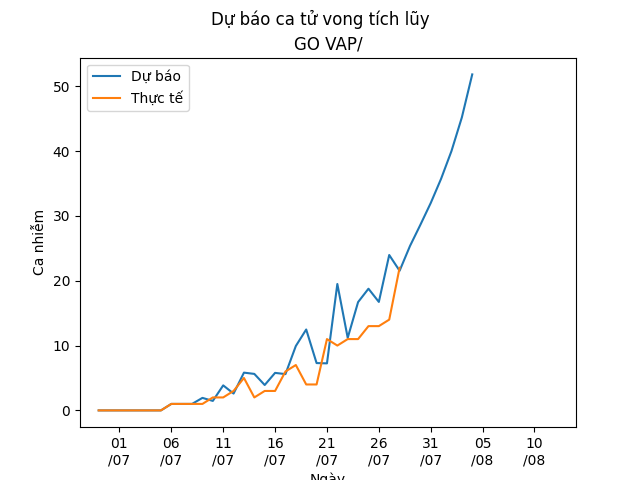 Dự báo ca tử vong tích lũy
GO VAP/
Dự báo
Thực tế
Ca nhiễm
50
40
30
20
10
0
01 06 11 16 21 26 31 05 10
/07 /07 /07 /07 /07 /07 /07 /08 /08
Ngày